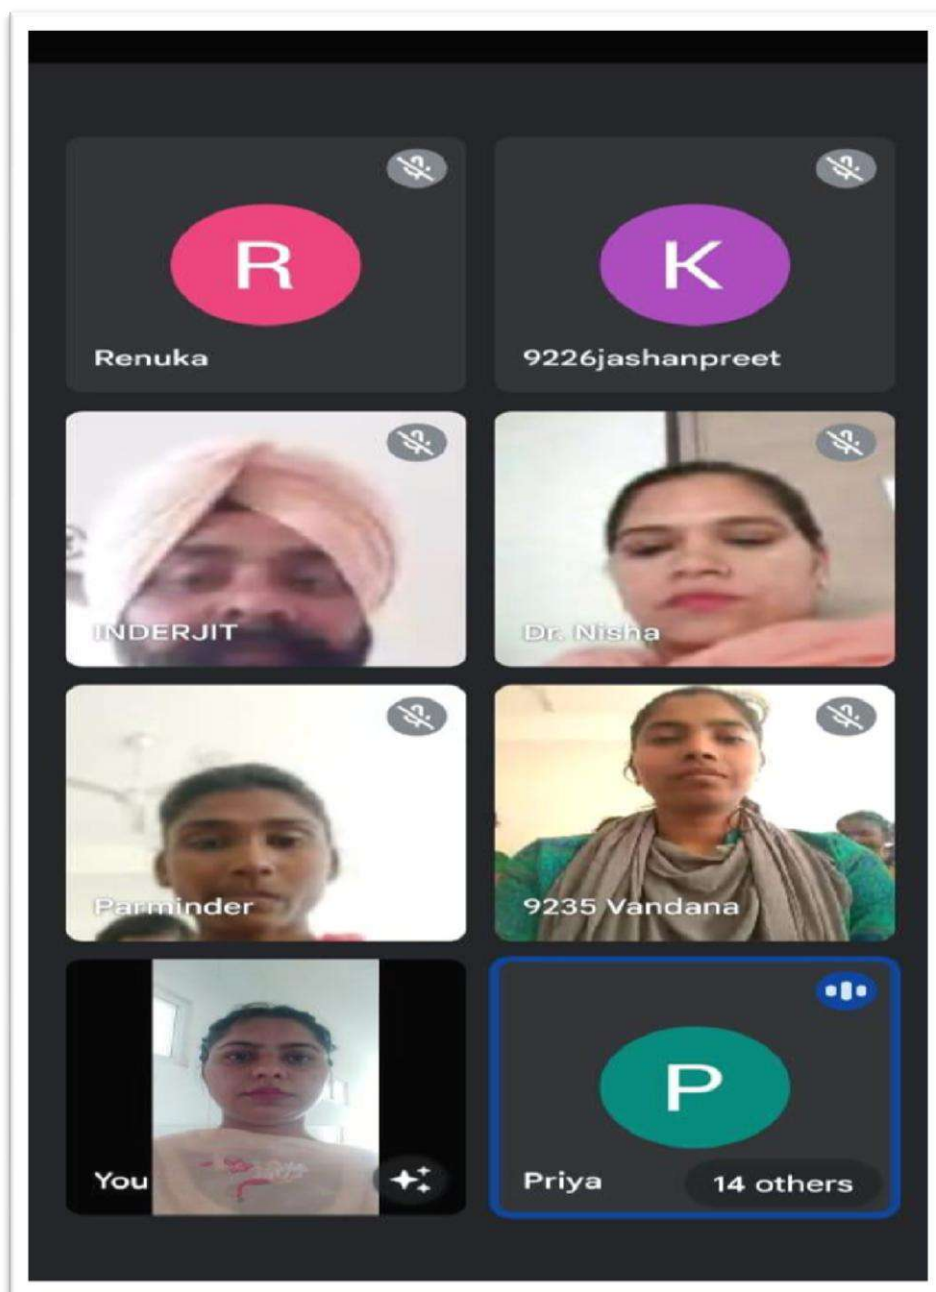 R
K
Renuka
9226jashanpreet
INDERJIT
Dr. Nisha
Parminder
9235 Vandana
P
You
Priya
14 others